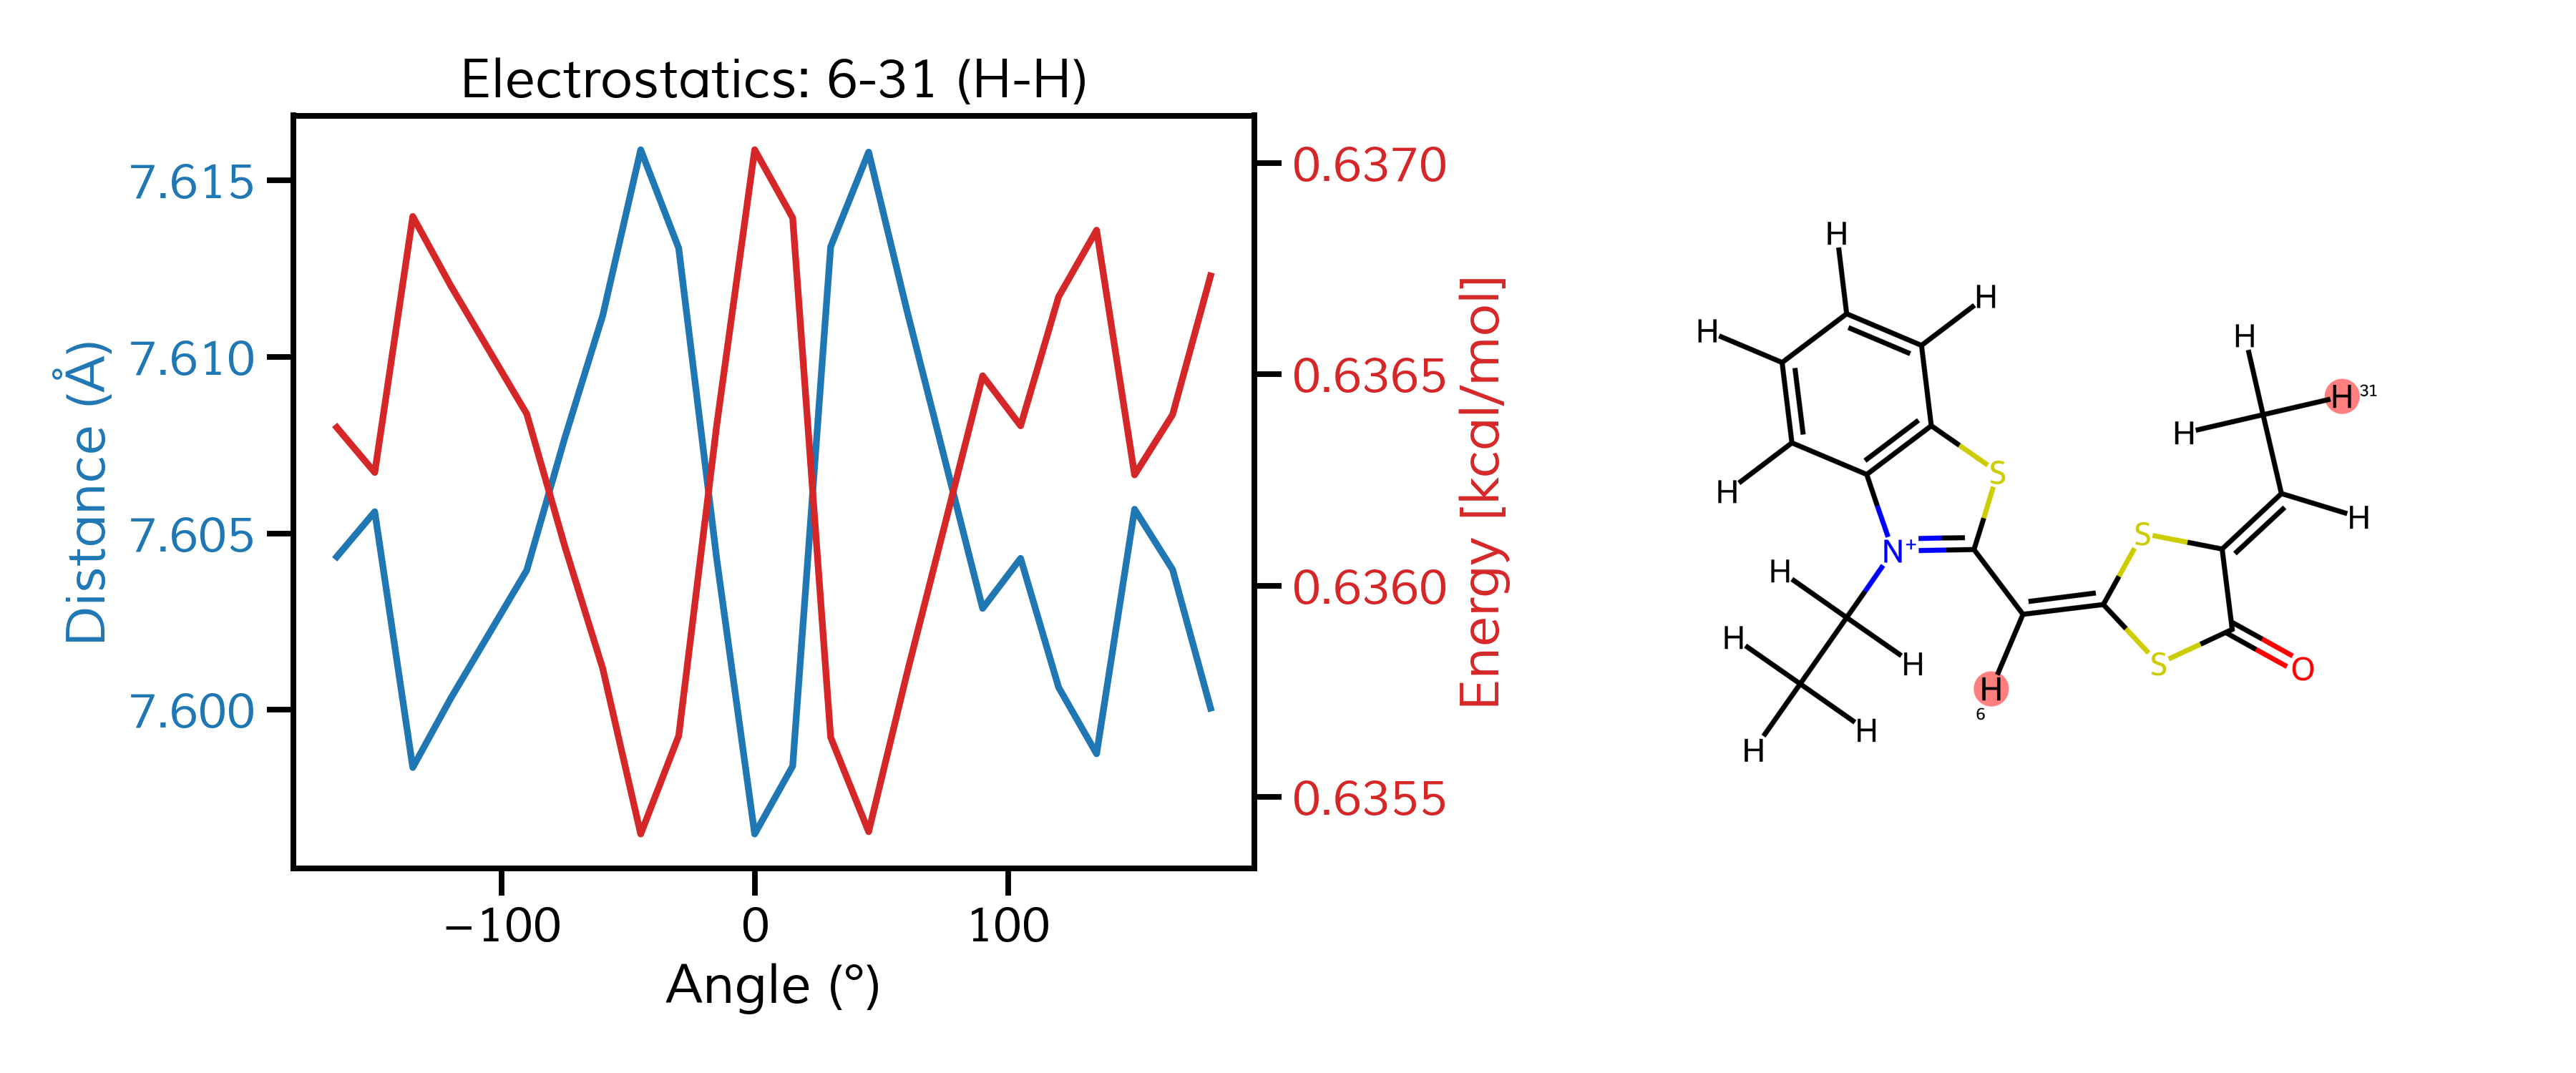 Electrostatics: 6-31 (H-H)
7.615
7.610
7.605
7.600
Distance (Å)
0.6370
0.6365
0.6360
0.6355
Energy [kcal/mol]
−100 0 100
Angle (°)
H
H
H
H
H
H 31
H
S
H
H
S
N+
H
H
H
S
O
H
6
H
H